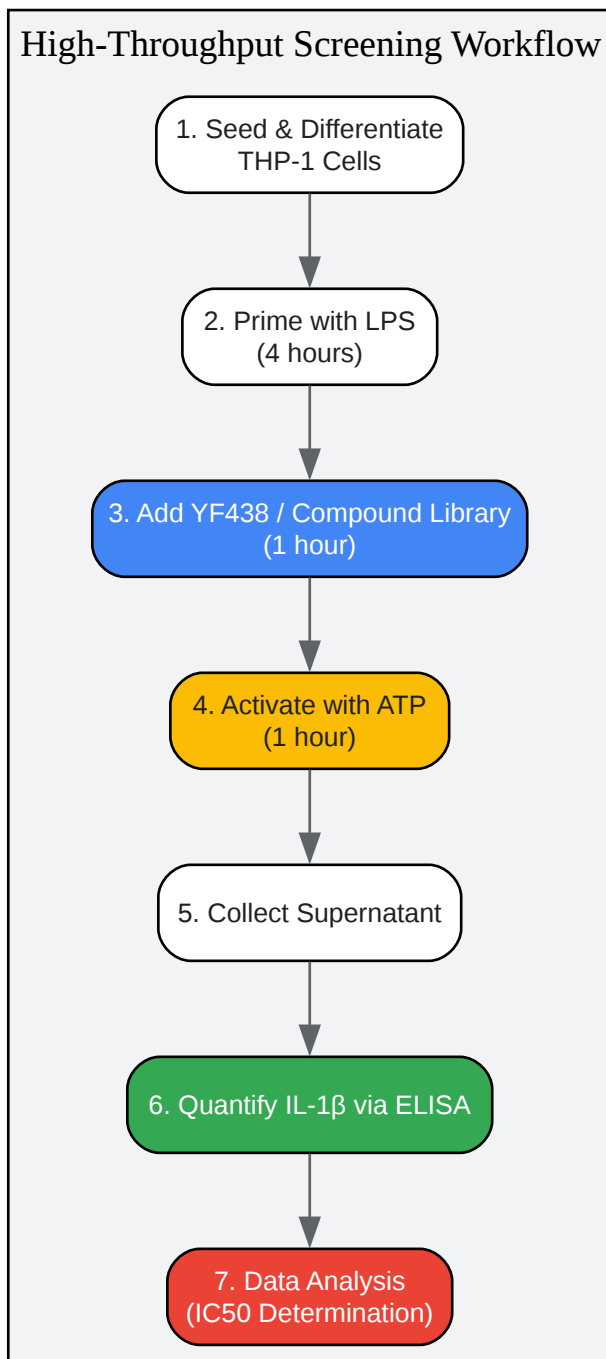 High-Throughput Screening Workflow
1. Seed & Differentiate
THP-1 Cells
2. Prime with LPS
(4 hours)
3. Add YF438 / Compound Library
(1 hour)
4. Activate with ATP
(1 hour)
5. Collect Supernatant
6. Quantify IL-1β via ELISA
7. Data Analysis
(IC50 Determination)